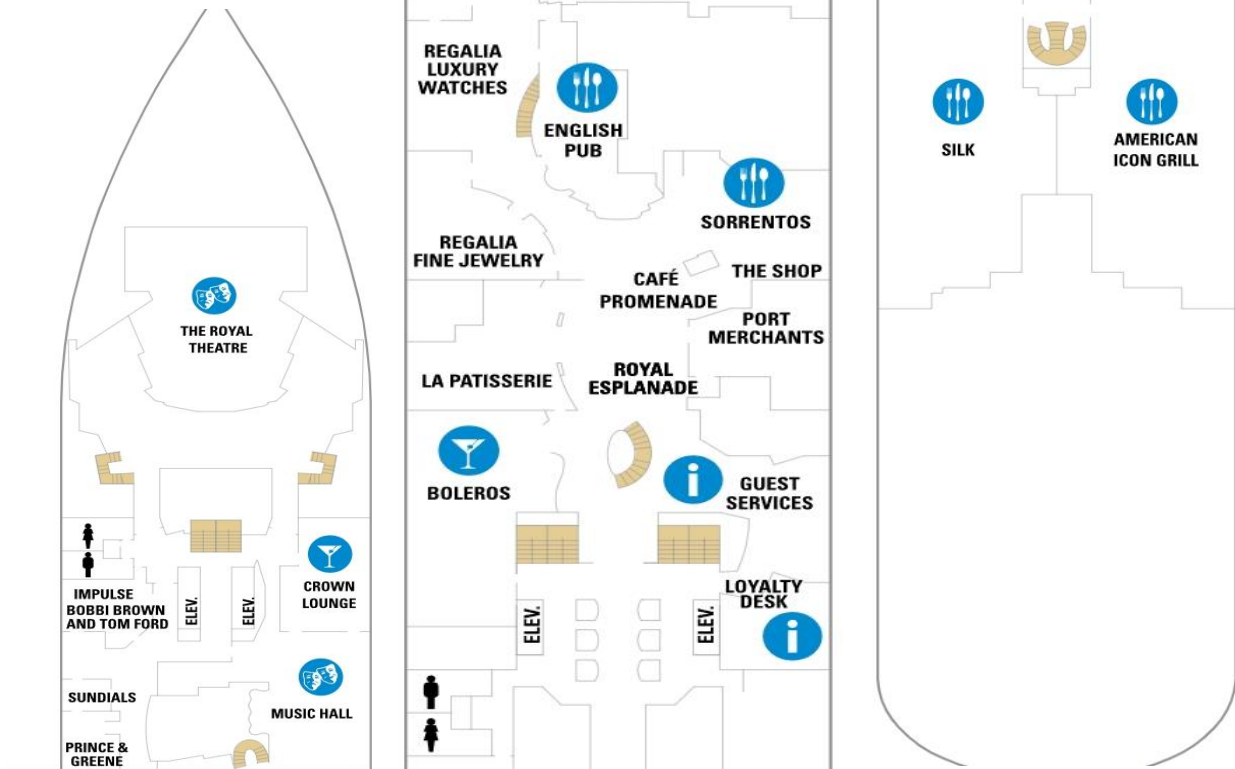 THE ROYAL
THEATRE
ELEV.
ELEV.
CROWN
LOUNGE
IMPULSE
BOBBI BROWN
AND TOM FORD
SUNDIALS
MUSIC HALL
PRINCE &
GREENE
REGALIA
LUXURY
WATCHES
ENGLISH
PUB
SORRENTOS
REGALIA
FINE JEWELRY
CAFÉ
PROMENADE
THE SHOP
PORT
MERCHANTS
LA PATISSERIE
ROYAL
ESPLANADE
BOLEROS
i
GUEST
SERVICES
LOYALTY
DESK
i
ELEV.
ELEV.
SILK
AMERICAN
ICON GRILL